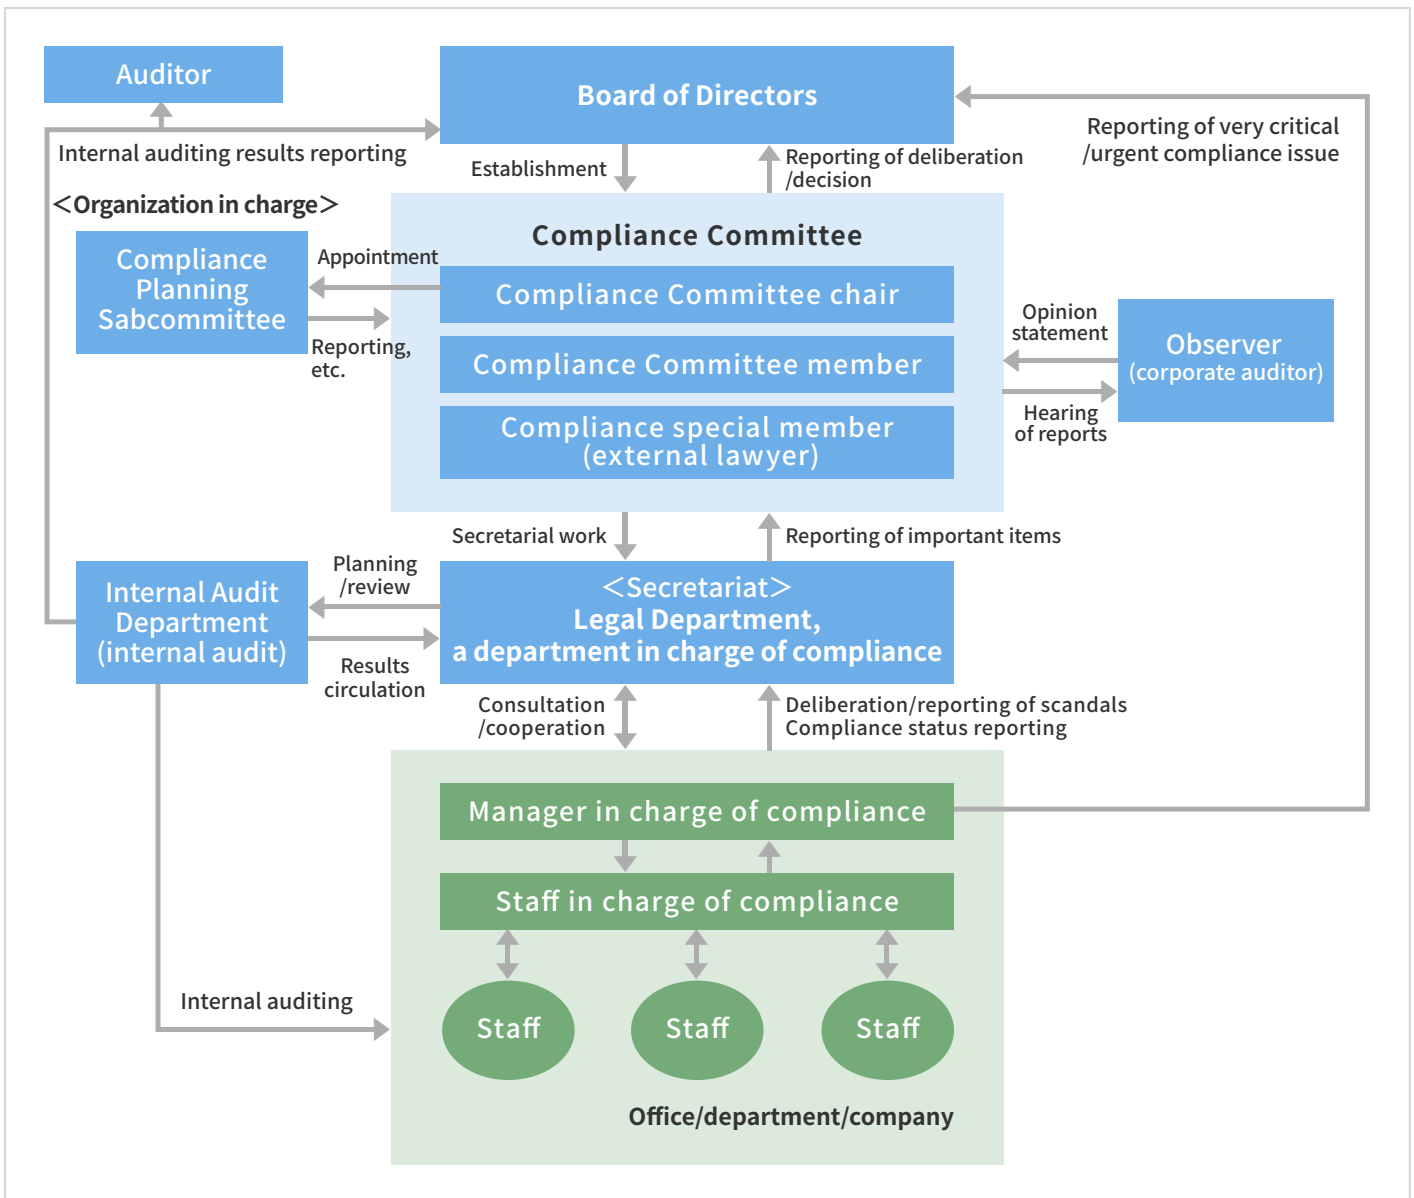 Auditor
Board of Directors
Internal auditing results reporting
Reporting of very critical
/urgent compliance issue
Establishment
Reporting of deliberation
/decision
<Organization in charge>
Compliance
Planning
Sabcommittee
Appointment
Reporting,
etc.
Compliance Committee
Compliance Committee chair
Compliance Committee member
Compliance special member
(external lawyer)
Opinion
statement
Observer
(corporate auditor)
Hearing
of reports
Secretarial work
Reporting of important items
Internal Audit
Department
(internal audit)
Planning
/review
Results
circulation
<Secretariat>
Legal Department,
a department in charge of compliance
Consultation
/cooperation
Deliberation/reporting of scandals
Compliance status reporting
Manager in charge of compliance
Staff in charge of compliance
Internal auditing
Staff
Staff
Staff
Office/department/company